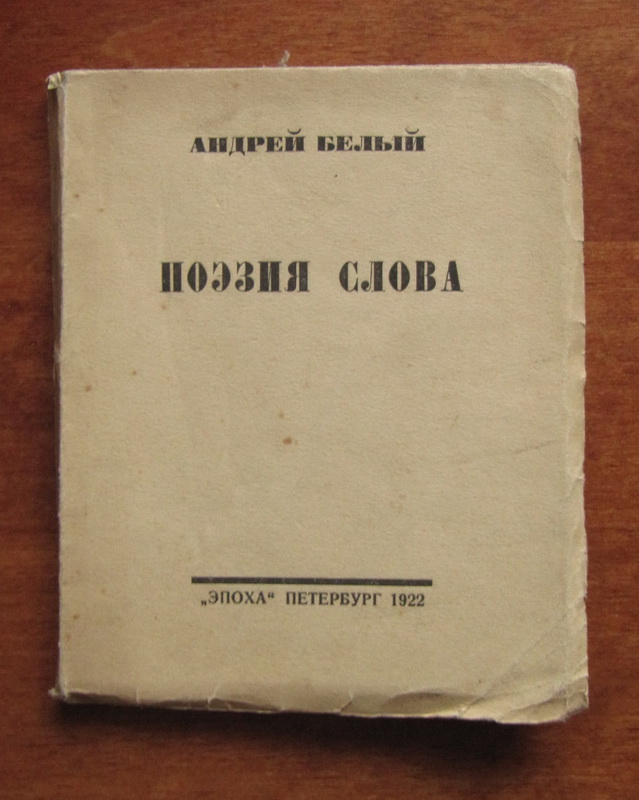 АНДРЕЙ БЕЛЫЙ
ПОЭЗИЯ СЛОВА
„ЭПОХА“ ПЕТЕРБУРГ 1922